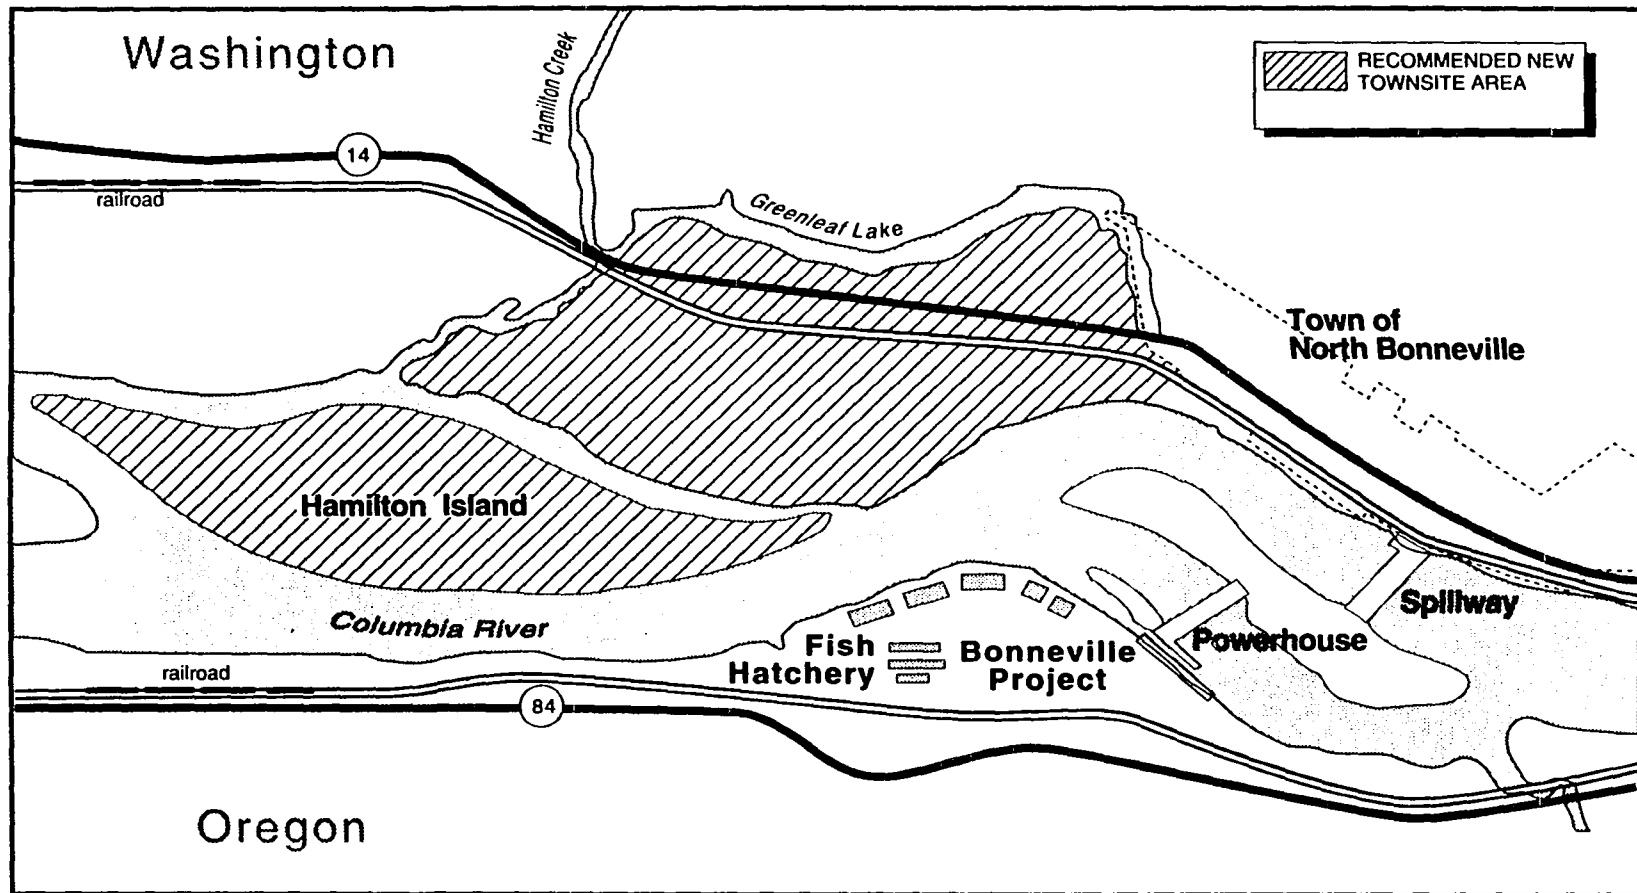 Washington
RECOMMENDED NEW
TOWNSITE AREA
Hamilton Creek
14
railroad
Greenleaf Lake
Town of
North Bonneville
Hamilton Island
Columbia River
Spillway
Powerhouse
Fish
Hatchery
Bonneville
Project
railroad
84
Oregon